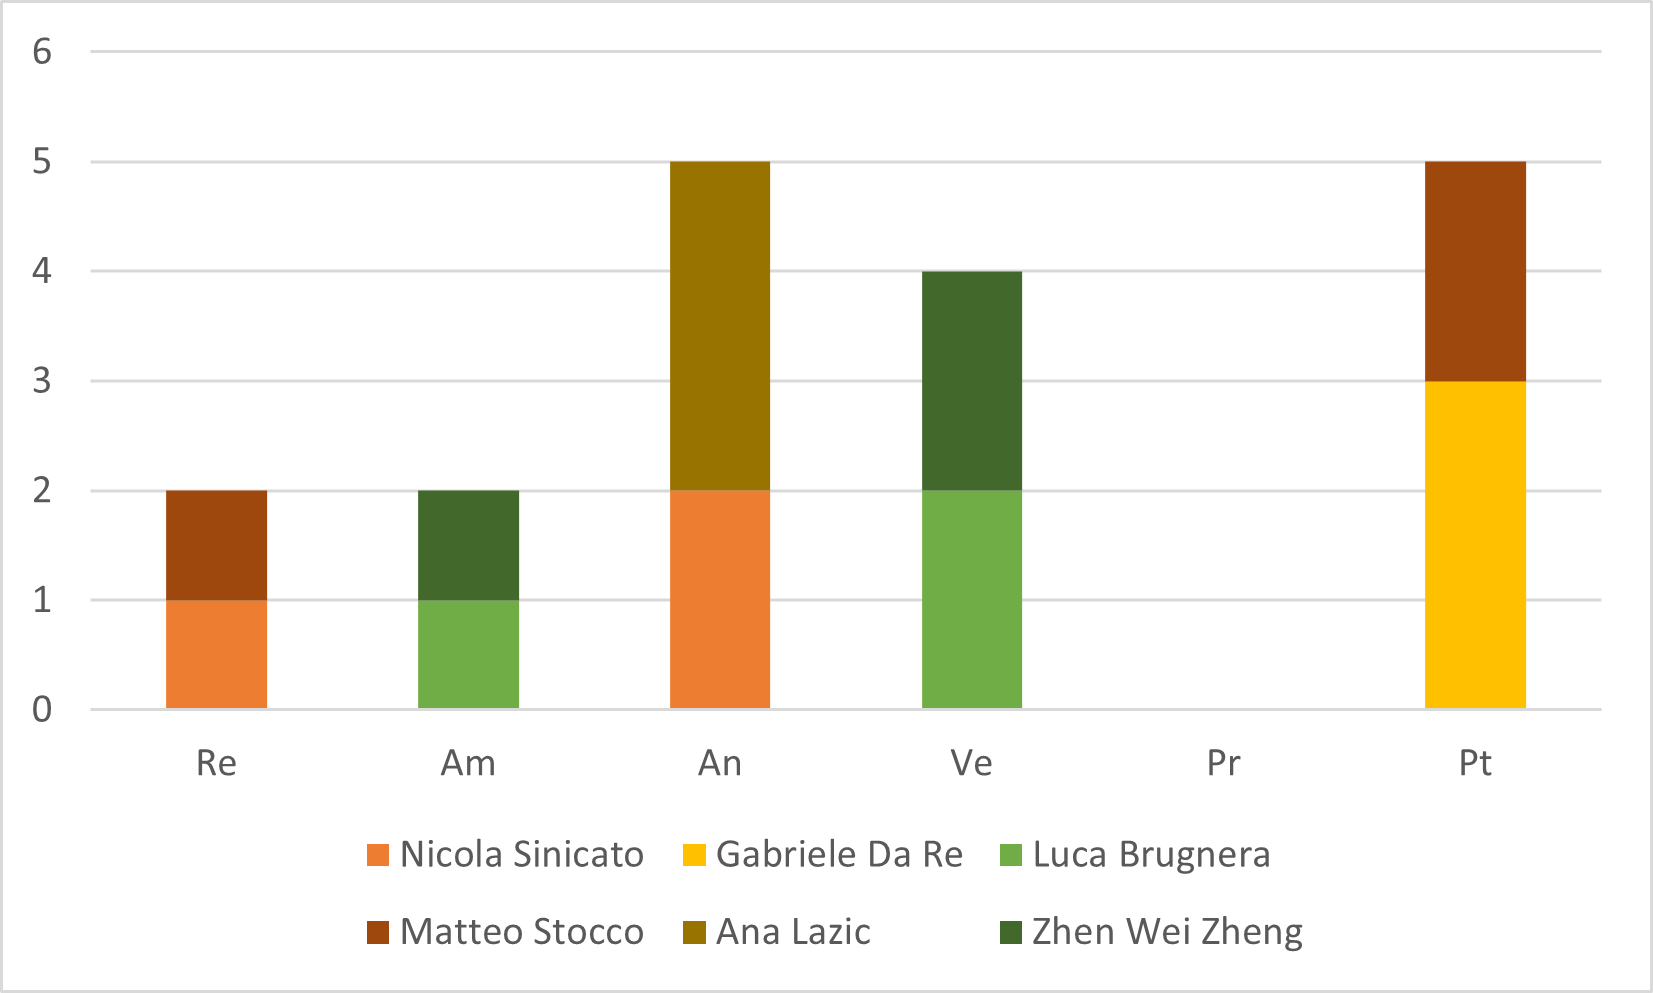 6
5
4
3
2
1
0
Re Am An Ve Pr Pt
Nicola Sinicato Gabriele Da Re Luca Brugnera
Matteo Stocco Ana Lazic Zhen Wei Zheng